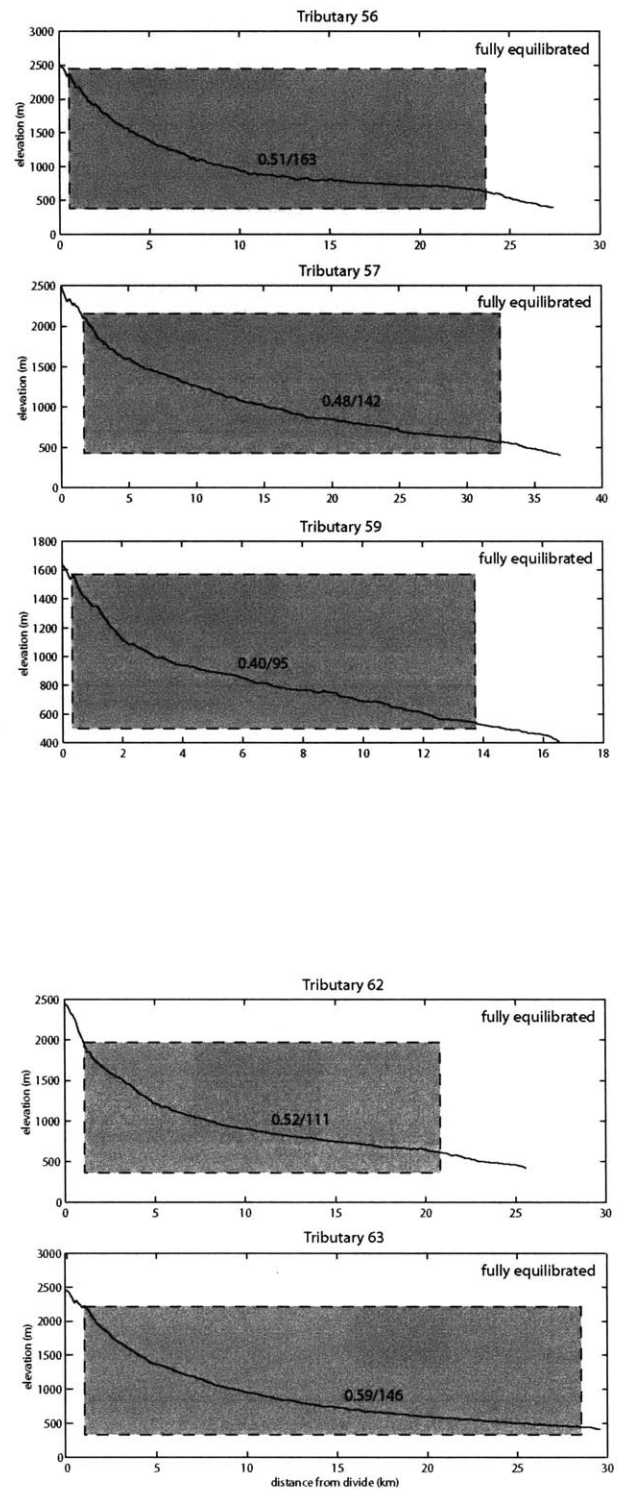 Tributary 56
3000
fully equilibrated
2500
2000
elevation (m)
1500
0.51/163
1000
500
0
0 5 10 15 20 25 30
Tributary 57
2500
fully equilibrated
2000
elevation (m)
1500
0.48/142
1000
500
0
0 5 10 15 20 25 30 35 40
Tributary 59
1800
fully equilibrated
1600
1400
elevation (m)
1200
1000
0.40/95
800
600
400
0 2 4 6 8 10 12 14 16 18
Tributary 62
2500
fully equilibrated
2000
elevation (m)
1500
0.52/111
1000
500
0
0 5 10 15 20 25 30
Tributary 63
3000
fully equilibrated
2500
2000
elevation (m)
1500
0.59/146
1000
500
0
0 5 10 15 20 25 30
distance from divide (km)